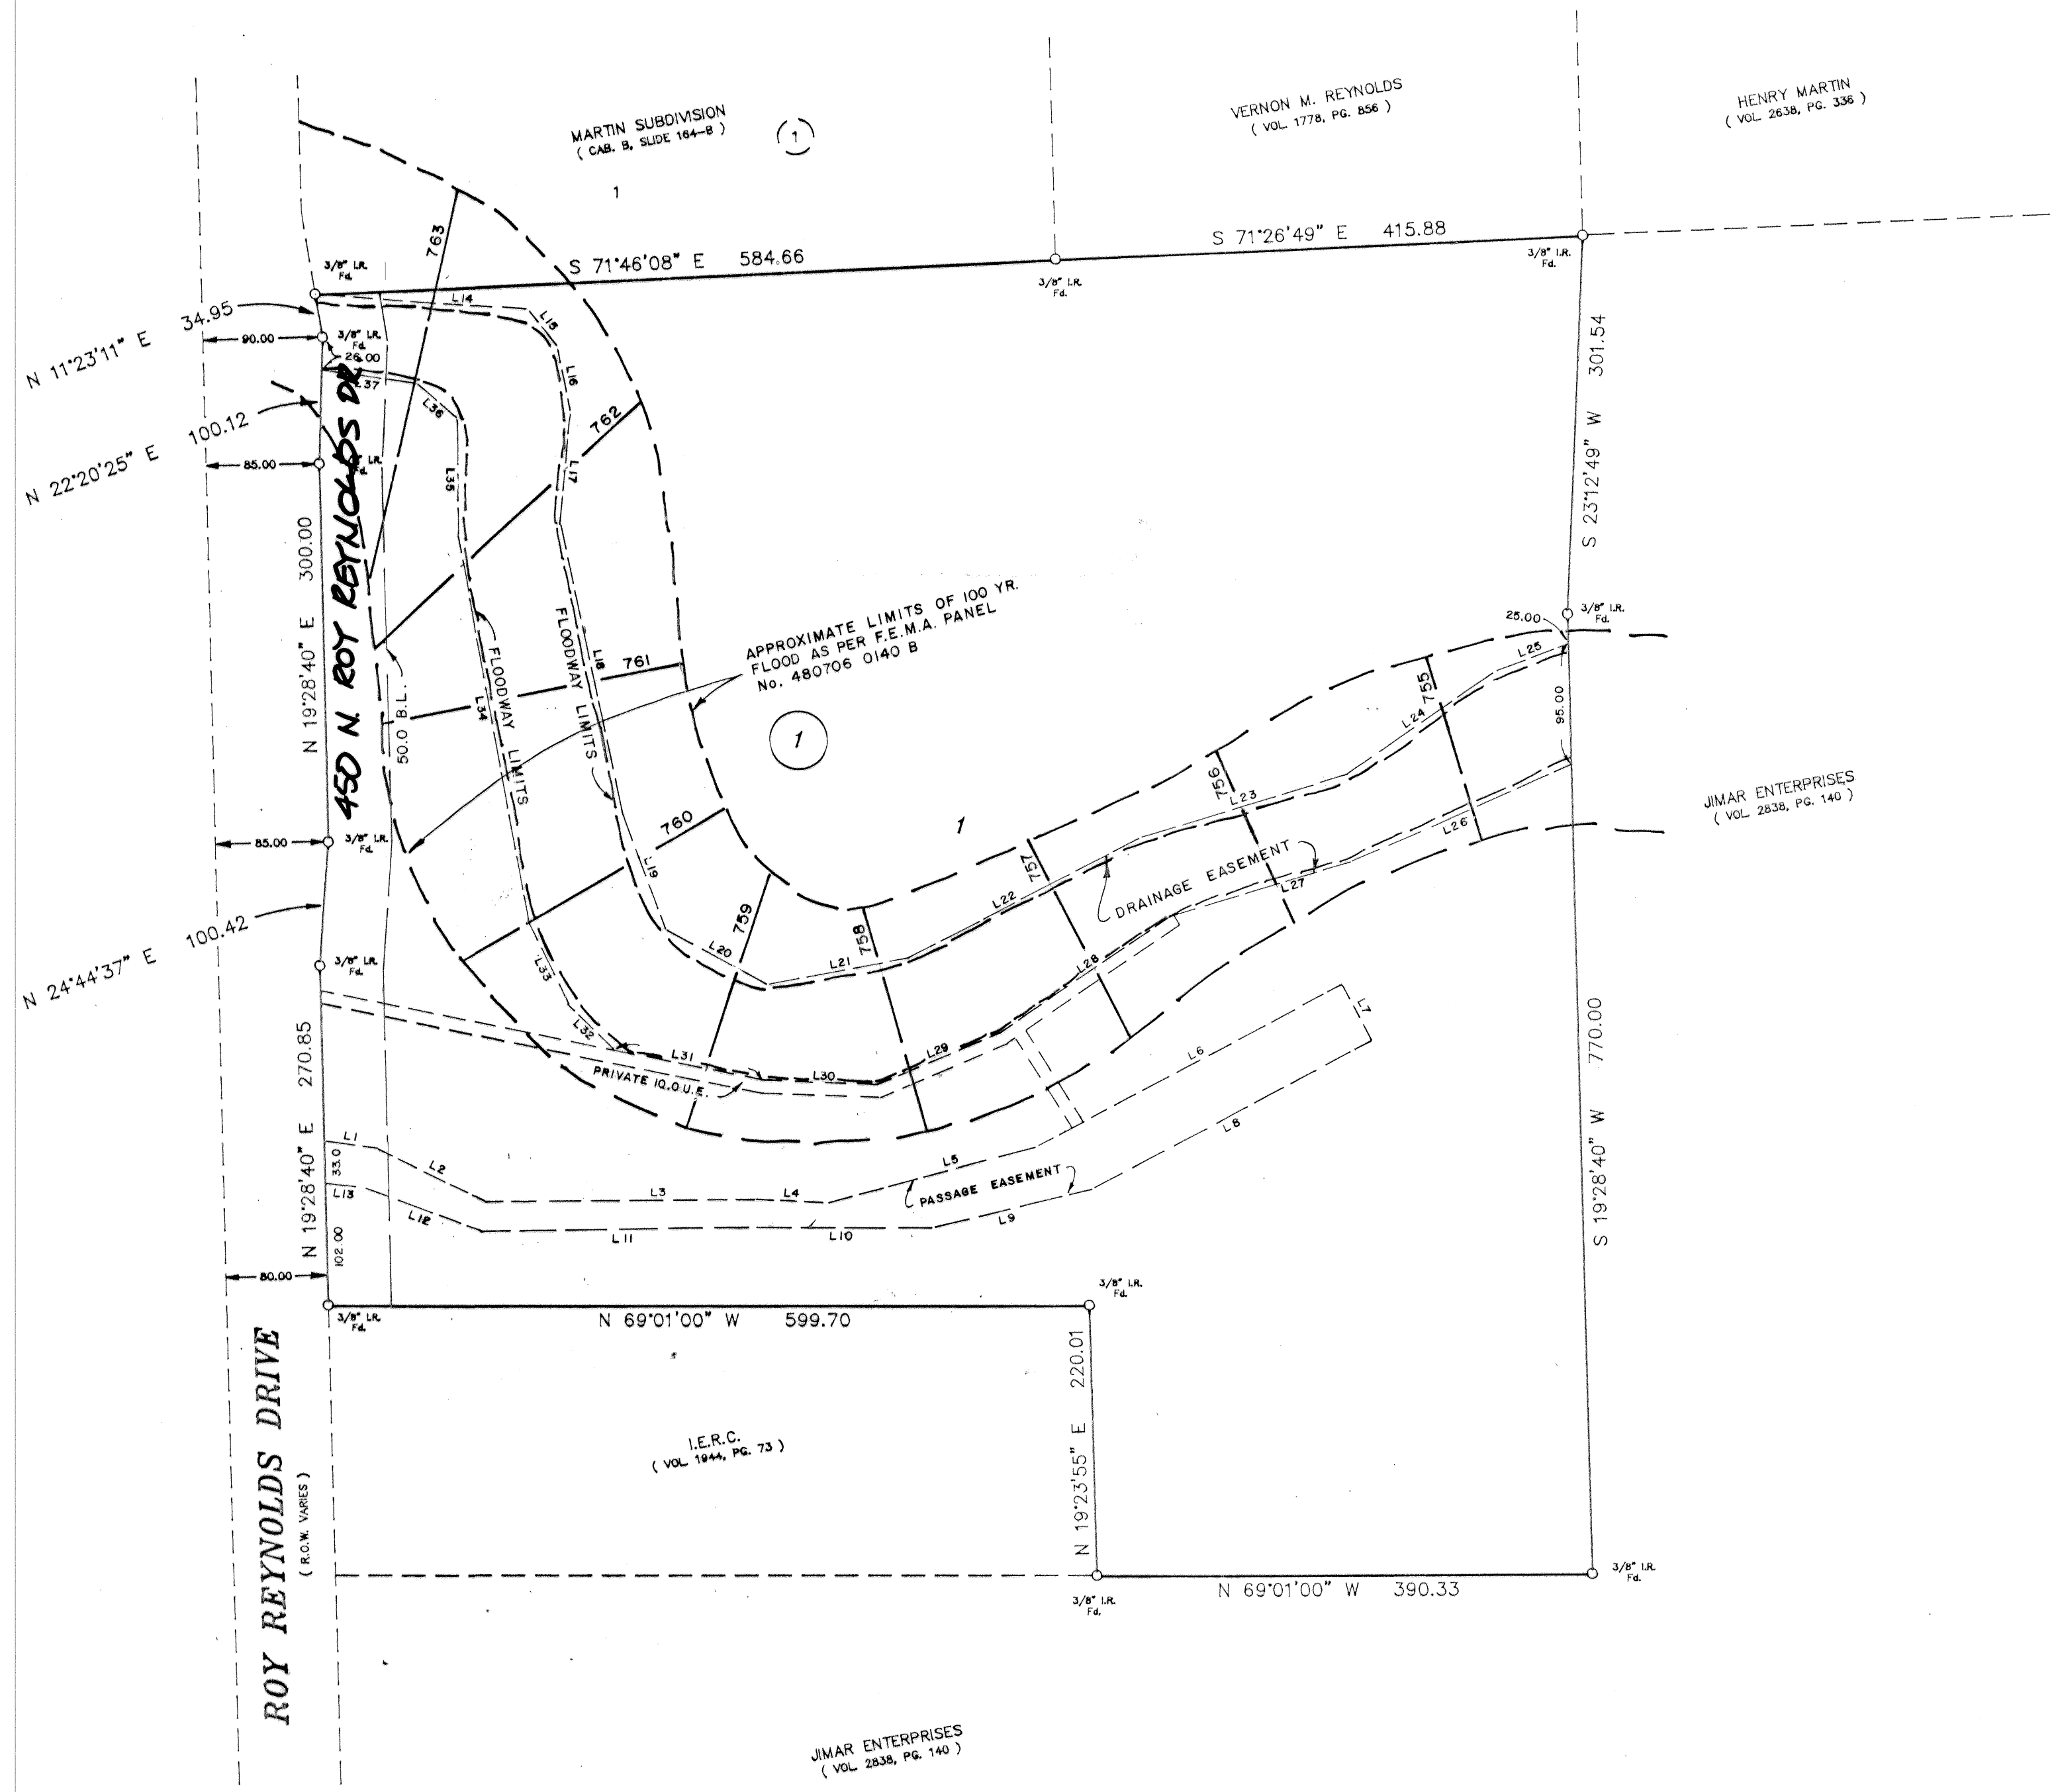 MARTIN SUBDIVISION
( CAB. B, SLIDE 164-B )
1
1
VERNON M. REYNOLDS
( VOL. 1778, PG. 856 )
HENRY MARTIN
( VOL. 2638, PG. 336 )
S 71°46'08" E 584.66
S 71°26'49" E 415.88
3/8" I.R.
Fd.
3/8" I.R.
Fd.
3/8" I.R.
Fd.
N 11°23'11" E 34.95
90.00
3/8" I.R.
Fd.
26.00
N 22°20'25" E 100.12
85.00
I.R.
Fd.
450 N. ROY REYNOLDS DR.
N 19°28'40" E 300.00
50.0 B.L.
763
762
761
760
759
758
757
756
755
L14
L15
L16
L17
L18
L19
L20
L21
L22
L23
L24
L25
L37
L36
L35
L34
L33
L32
L31
L30
L29
L28
L27
L26
FLOODWAY LIMITS
FLOODWAY LIMITS
APPROXIMATE LIMITS OF 100 YR.
FLOOD AS PER F.E.M.A. PANEL
No. 480706 0140 B
1
1
S 23°12'49" W 301.54
25.00
3/8" I.R.
Fd.
95.00
DRAINAGE EASEMENT
JIMAR ENTERPRISES
( VOL. 2838, PG. 140 )
85.00
3/8" I.R.
Fd.
N 24°44'37" E 100.42
3/8" I.R.
Fd.
PRIVATE 10.0 U.E.
N 19°28'40" E 270.85
L1
33.0
L13
102.00
L2
L12
L3
L4
L5
L6
L7
L8
L9
L10
L11
PASSAGE EASEMENT
S 19°28'40" W 770.00
80.00
3/8" I.R.
Fd.
N 69°01'00" W 599.70
3/8" I.R.
Fd.
N 19°23'55" E 220.01
I.E.R.C.
( VOL. 1944, PG. 73 )
ROY REYNOLDS DRIVE
( R.O.W. VARIES )
3/8" I.R.
Fd.
N 69°01'00" W 390.33
3/8" I.R.
Fd.
JIMAR ENTERPRISES
( VOL. 2838, PG. 140 )